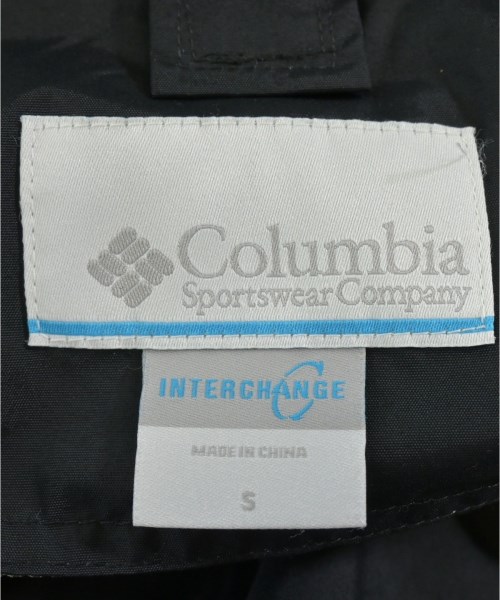 Columbia
Sportswear Company
INTERCHANGE
MADE IN CHINA
S